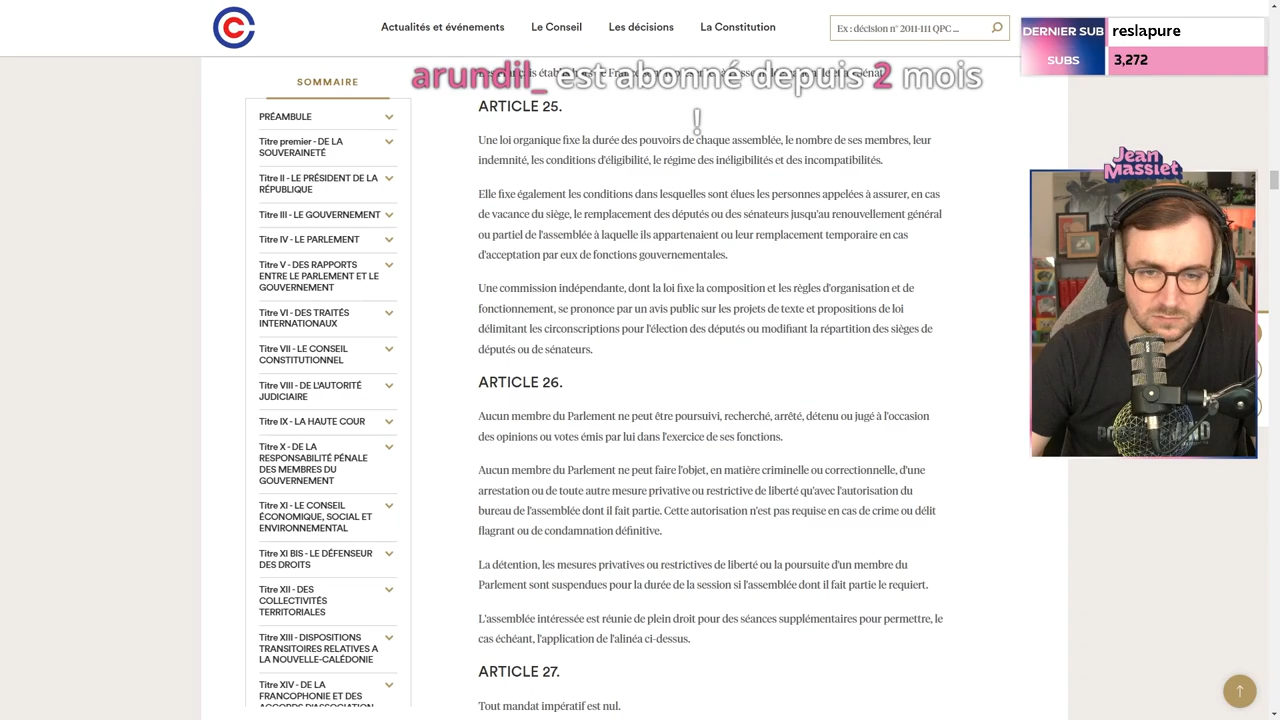 Actualités et événements
Le Conseil
Les décisions
La Constitution
Ex : décision n° 2011-111 QPC ...
DERNIER SUB
reslapure
SUBS
3,272
arundil_ est abonné depuis 2 mois
!
Jean
Massiet
SOMMAIRE
PRÉAMBULE
Titre premier - DE LA
SOUVERAINETÉ
Titre II - LE PRÉSIDENT DE LA
RÉPUBLIQUE
Titre III - LE GOUVERNEMENT
Titre IV - LE PARLEMENT
Titre V - DES RAPPORTS
ENTRE LE PARLEMENT ET LE
GOUVERNEMENT
Titre VI - DES TRAITÉS
INTERNATIONAUX
Titre VII - LE CONSEIL
CONSTITUTIONNEL
Titre VIII - DE L'AUTORITÉ
JUDICIAIRE
Titre IX - LA HAUTE COUR
Titre X - DE LA
RESPONSABILITÉ PÉNALE
DES MEMBRES DU
GOUVERNEMENT
Titre XI - LE CONSEIL
ÉCONOMIQUE, SOCIAL ET
ENVIRONNEMENTAL
Titre XI BIS - LE DÉFENSEUR
DES DROITS
Titre XII - DES
COLLECTIVITÉS
TERRITORIALES
Titre XIII - DISPOSITIONS
TRANSITOIRES RELATIVES A
LA NOUVELLE-CALÉDONIE
Titre XIV - DE LA
FRANCOPHONIE ET DES
ACCORDS D'ASSOCIATION
ARTICLE 25.
Une loi organique fixe la durée des pouvoirs de chaque assemblée, le nombre de ses membres, leur
indemnité, les conditions d'éligibilité, le régime des inéligibilités et des incompatibilités.
Elle fixe également les conditions dans lesquelles sont élues les personnes appelées à assurer, en cas
de vacance du siège, le remplacement des députés ou des sénateurs jusqu'au renouvellement général
ou partiel de l'assemblée à laquelle ils appartenaient ou leur remplacement temporaire en cas
d'acceptation par eux de fonctions gouvernementales.
Une commission indépendante, dont la loi fixe la composition et les règles d'organisation et de
fonctionnement, se prononce par un avis public sur les projets de texte et propositions de loi
délimitant les circonscriptions pour l'élection des députés ou modifiant la répartition des sièges de
députés ou de sénateurs.
ARTICLE 26.
Aucun membre du Parlement ne peut être poursuivi, recherché, arrêté, détenu ou jugé à l'occasion
des opinions ou votes émis par lui dans l'exercice de ses fonctions.
Aucun membre du Parlement ne peut faire l'objet, en matière criminelle ou correctionnelle, d'une
arrestation ou de toute autre mesure privative ou restrictive de liberté qu'avec l'autorisation du
bureau de l'assemblée dont il fait partie. Cette autorisation n'est pas requise en cas de crime ou délit
flagrant ou de condamnation définitive.
La détention, les mesures privatives ou restrictives de liberté ou la poursuite d'un membre du
Parlement sont suspendues pour la durée de la session si l'assemblée dont il fait partie le requiert.
L'assemblée intéressée est réunie de plein droit pour des séances supplémentaires pour permettre, le
cas échéant, l'application de l'alinéa ci-dessus.
ARTICLE 27.
Tout mandat impératif est nul.